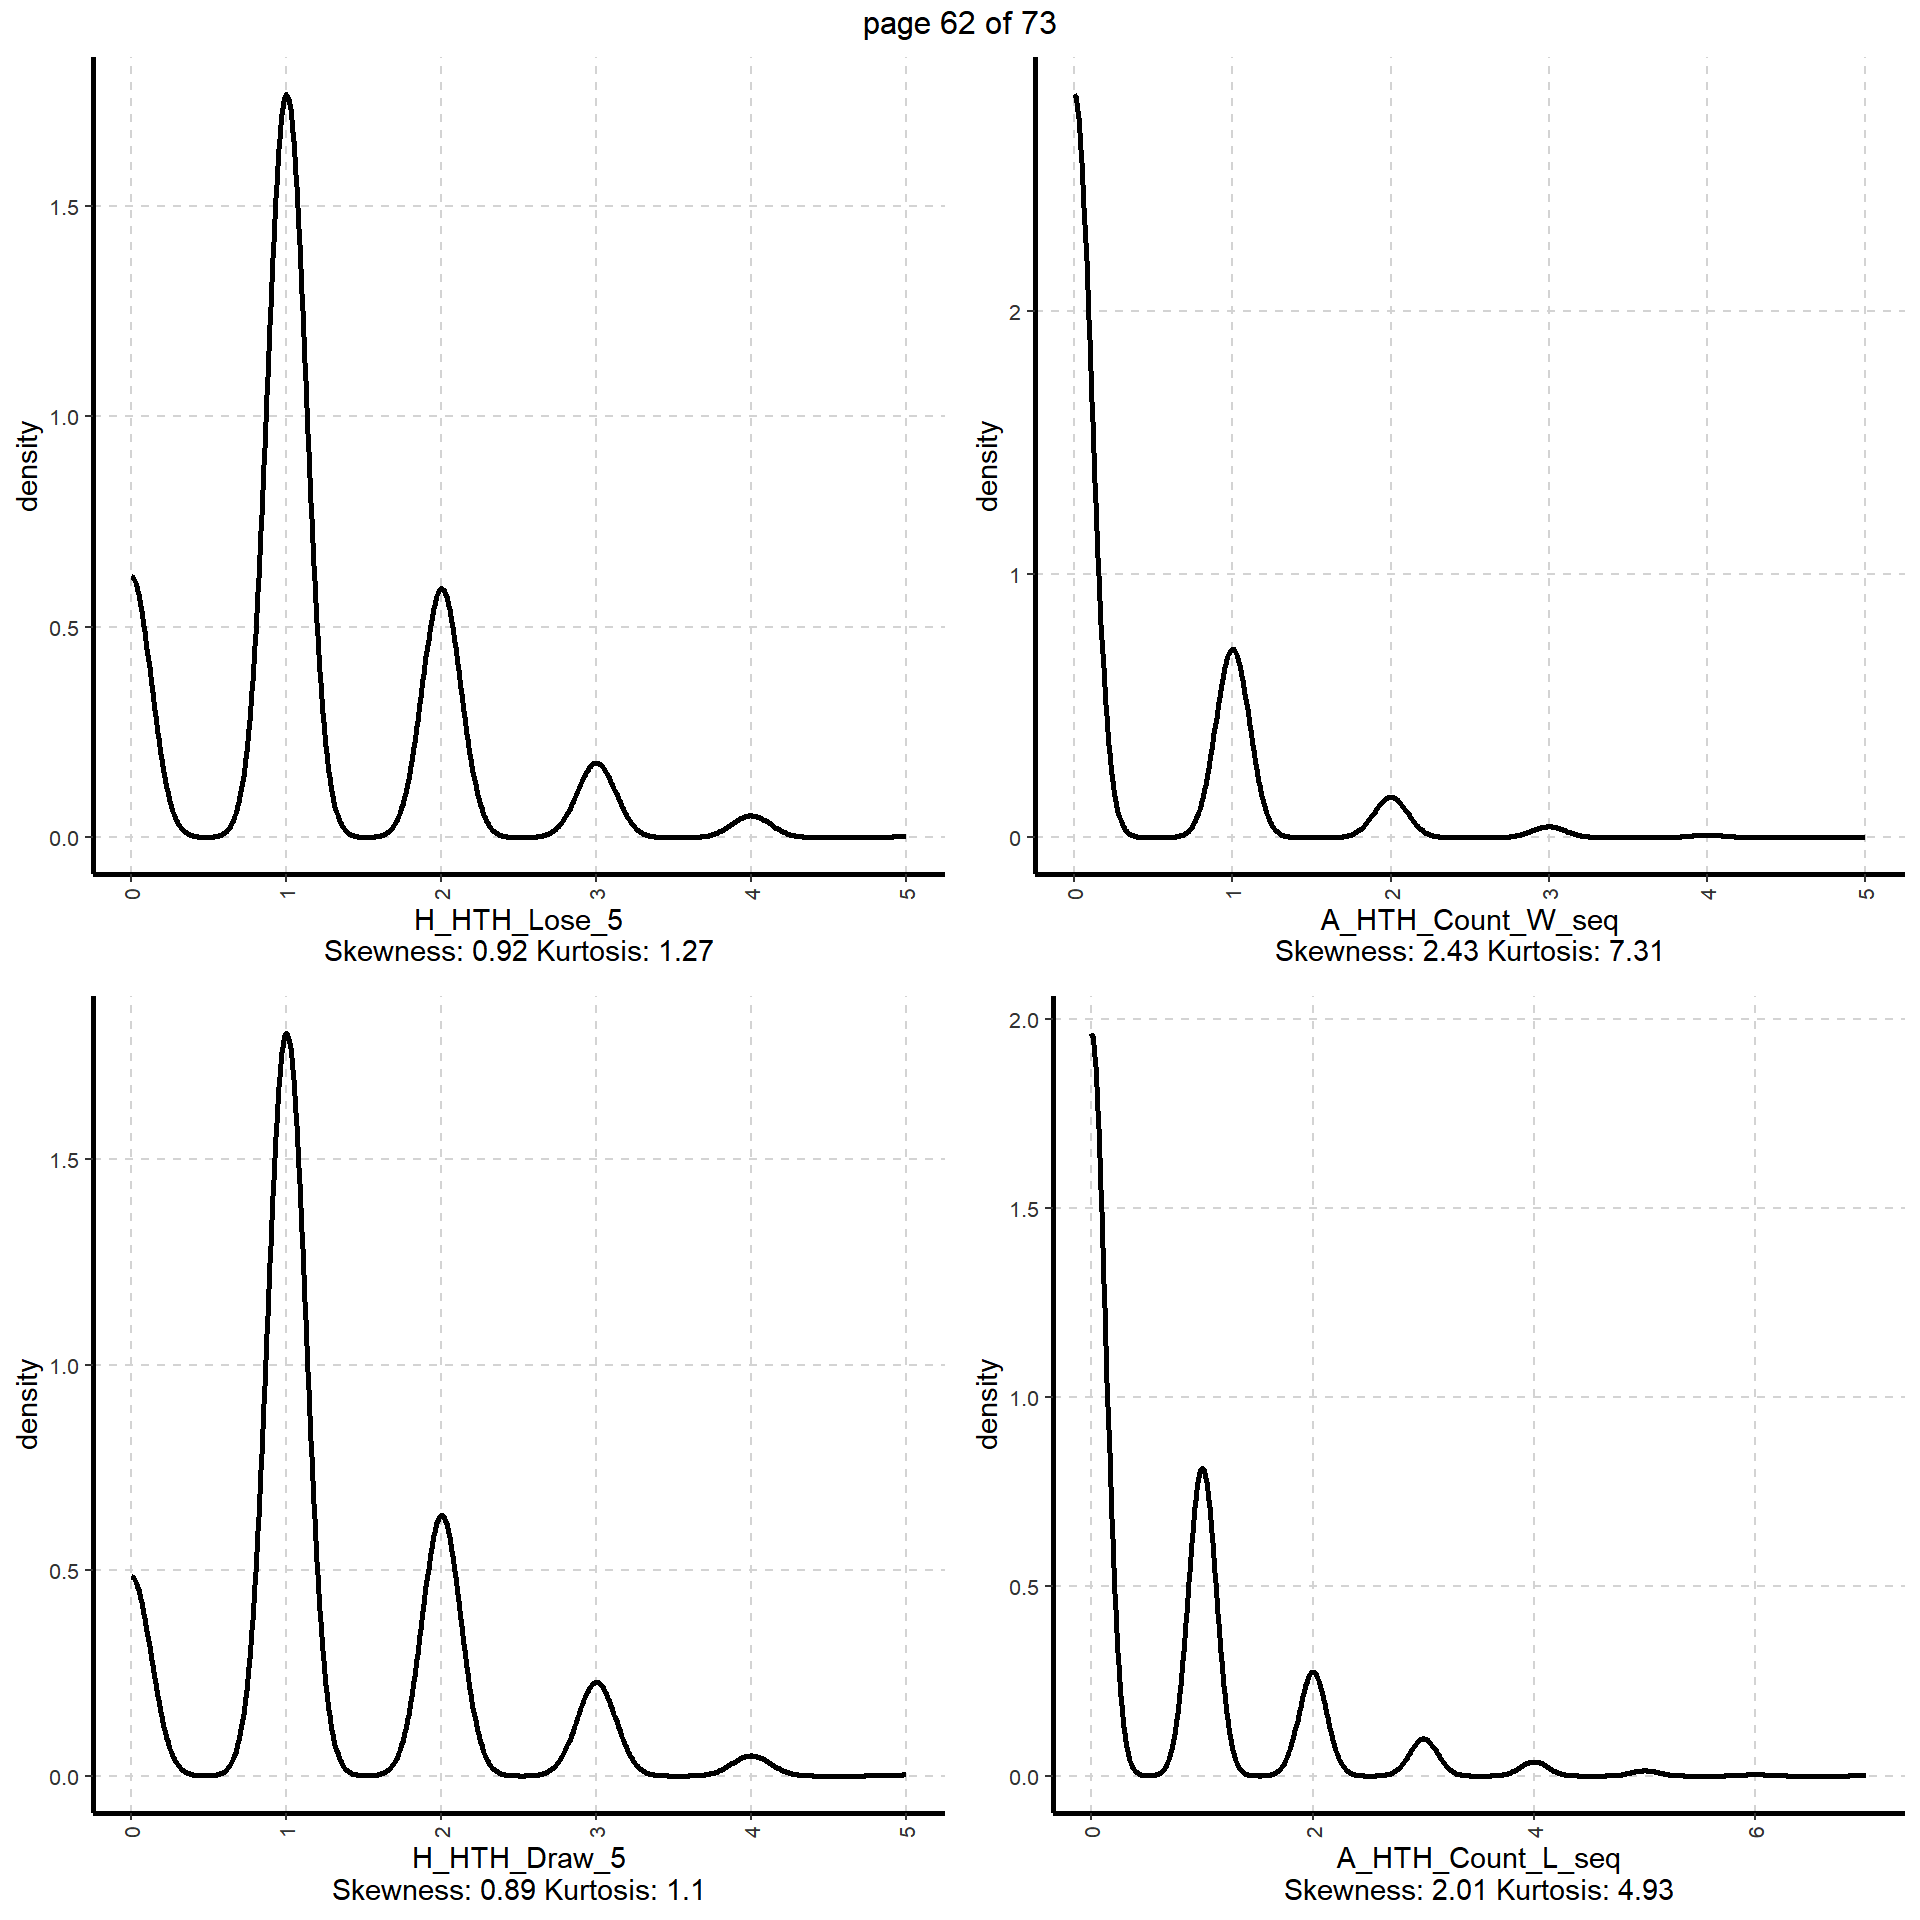 page 62 of 73
density
1.5
1.0
0.5
0.0
0 1 2 3 4 5
H_HTH_Lose_5
Skewness: 0.92 Kurtosis: 1.27
density
2
1
0
0 1 2 3 4 5
A_HTH_Count_W_seq
Skewness: 2.43 Kurtosis: 7.31
density
1.5
1.0
0.5
0.0
0 1 2 3 4 5
H_HTH_Draw_5
Skewness: 0.89 Kurtosis: 1.1
density
2.0
1.5
1.0
0.5
0.0
0 2 4 6
A_HTH_Count_L_seq
Skewness: 2.01 Kurtosis: 4.93